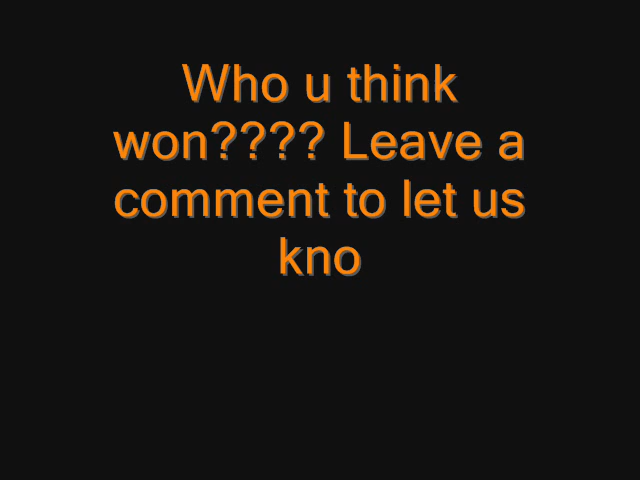 Who u think
won???? Leave a
comment to let us
kno